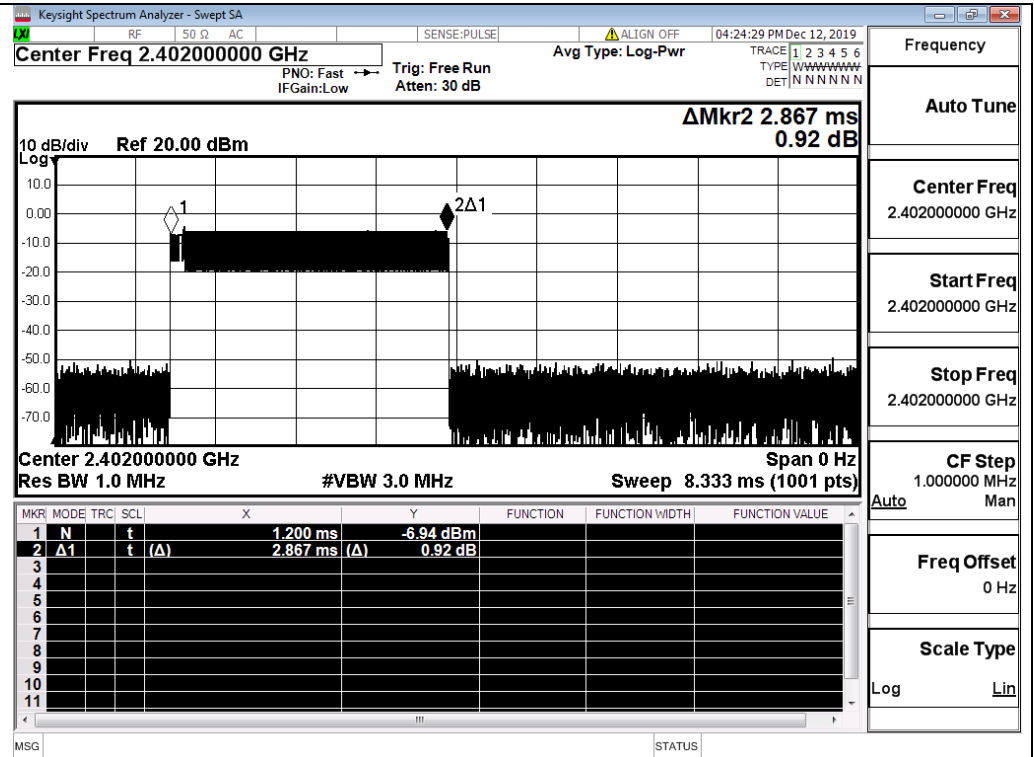 Keysight Spectrum Analyzer - Swept SA
LXI RF 50 Ω AC SENSE:PULSE ALIGN OFF 04:24:29 PM Dec 12, 2019
Center Freq 2.402000000 GHz
PNO: Fast
IFGain:Low
Trig: Free Run
Atten: 30 dB
Avg Type: Log-Pwr
TRACE 1 2 3 4 5 6
TYPE W W W W W W
DET N N N N N N
ΔMkr2 2.867 ms
0.92 dB
10 dB/div Ref 20.00 dBm
Log
10.0
0.00
-10.0
-20.0
-30.0
-40.0
-50.0
-60.0
-70.0
1
2Δ1
Center 2.402000000 GHz Span 0 Hz
Res BW 1.0 MHz #VBW 3.0 MHz Sweep 8.333 ms (1001 pts)
MKR MODE TRC SCL X Y FUNCTION FUNCTION WIDTH FUNCTION VALUE
1 N t 1.200 ms -6.94 dBm
2 Δ1 t (Δ) 2.867 ms (Δ) 0.92 dB
3
4
5
6
7
8
9
10
11
MSG STATUS
Frequency
Auto Tune
Center Freq
2.402000000 GHz
Start Freq
2.402000000 GHz
Stop Freq
2.402000000 GHz
CF Step
1.000000 MHz
Auto Man
Freq Offset
0 Hz
Scale Type
Log Lin